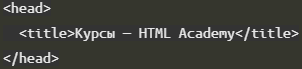 <head>
  <title>Курсы — HTML Academy</title>
</head>